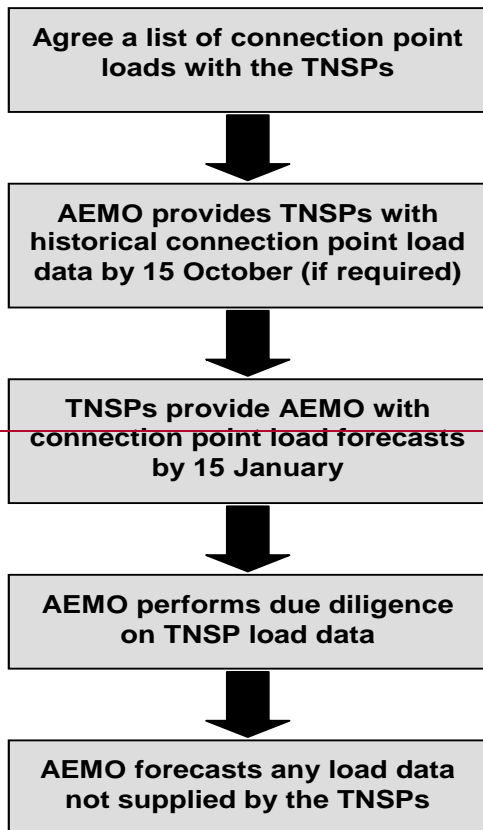 Agree a list of connection point
loads with the TNSPs
AEMO provides TNSPs with
historical connection point load
data by 15 October (if required)
TNSPs provide AEMO with
connection point load forecasts
by 15 January
AEMO performs due diligence
on TNSP load data
AEMO forecasts any load data
not supplied by the TNSPs